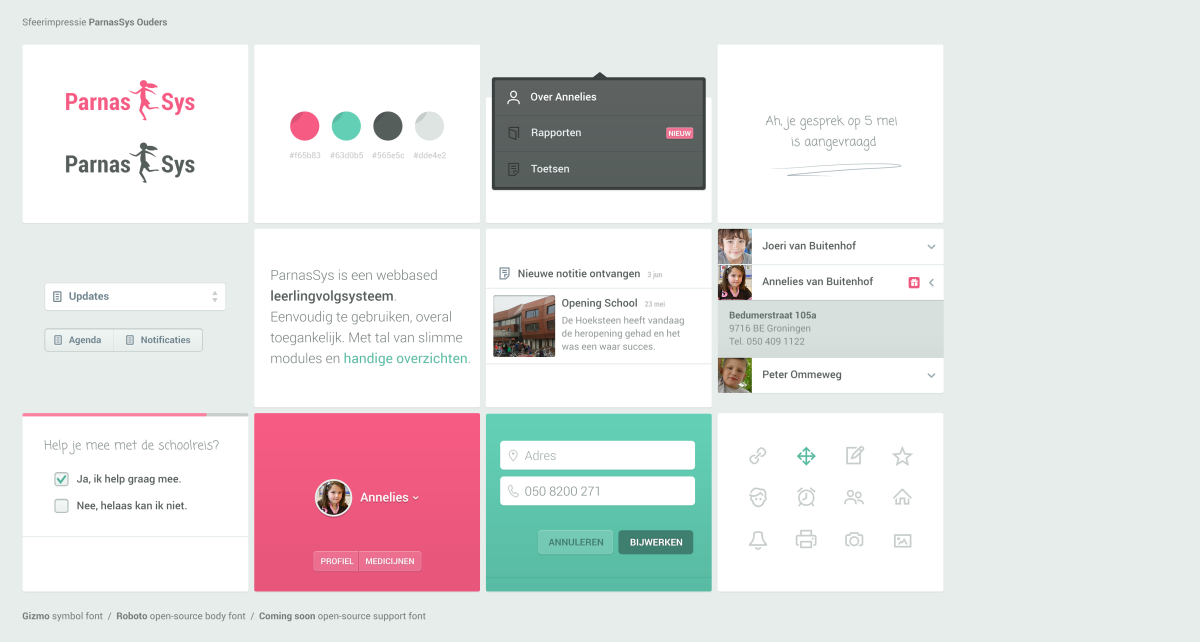 Sfeerimpressie ParnasSys Ouders
Parnas Sys
Parnas Sys
#f65b83 #63d0b5 #565e5c #dde4e2
Over Annelies
Rapporten NIEUW
Toetsen
Ah, je gesprek op 5 mei
is aangevraagd
Updates
Agenda Notificaties
ParnasSys is een webbased
leerlingvolgsysteem.
Eenvoudig te gebruiken, overal
toegankelijk. Met tal van slimme
modules en handige overzichten.
Nieuwe notitie ontvangen 3 jun
Opening School 23 mei
De Hoeksteen heeft vandaag
de heropening gehad en het
was een waar succes.
Joeri van Buitenhof
Annelies van Buitenhof
Bedumerstraat 105a
9716 BE Groningen
Tel. 050 409 1122
Peter Ommeweg
Help je mee met de schoolreis?
Ja, ik help graag mee.
Nee, helaas kan ik niet.
Annelies
PROFIEL MEDICIJNEN
Adres
050 8200 271
ANNULEREN BIJWERKEN
Gizmo symbol font / Roboto open-source body font / Coming soon open-source support font